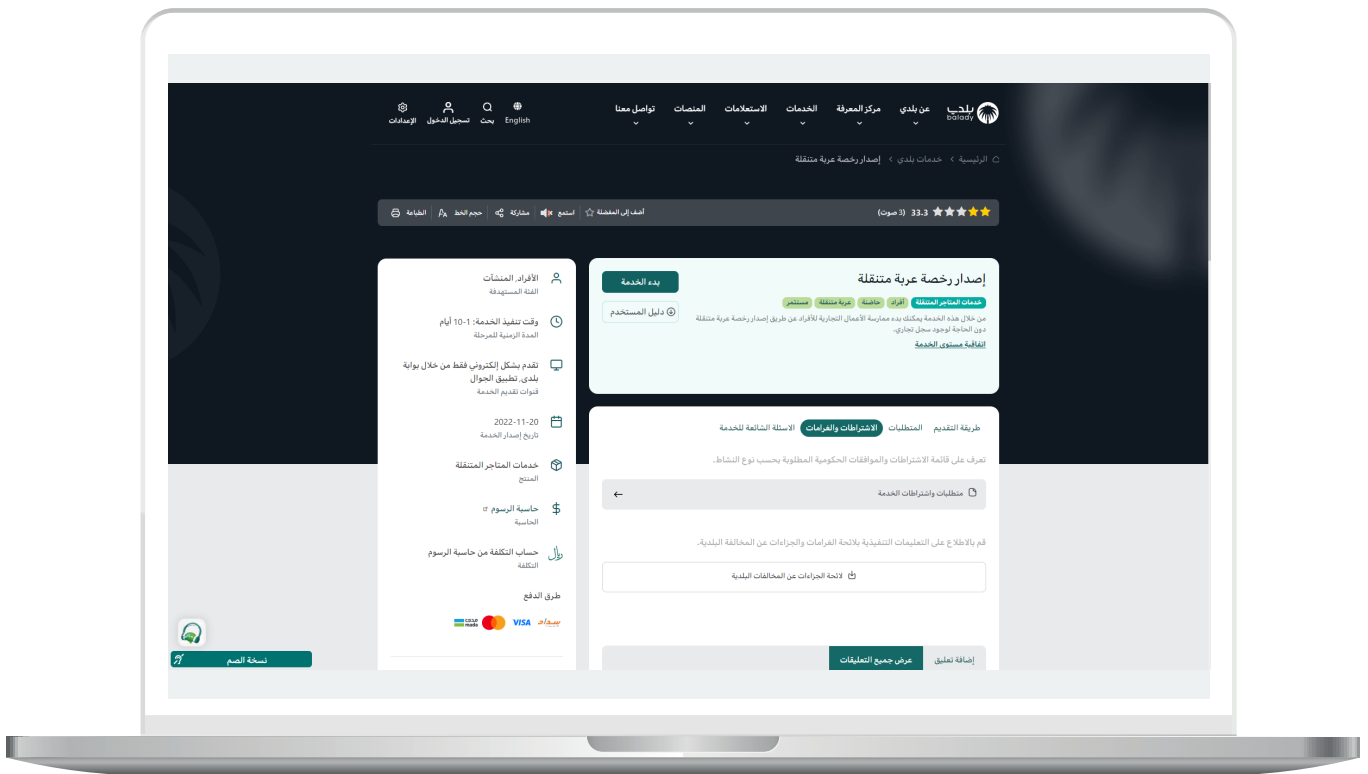 بلدي
balady
عن بلدي
مركز المعرفة
الخدمات
الاستعلامات
المنصات
تواصل معنا
English
بحث
تسجيل الدخول
الإعدادات
الرئيسية > خدمات بلدي > إصدار رخصة عربة متنقلة
33.3 (3 صوت)
أضف إلى المفضلة
استمع
مشاركة
حجم الخط
الطباعة
إصدار رخصة عربة متنقلة
بدء الخدمة
خدمات المتاجر المتنقلة
أفراد
حاضنة
عربة متنقلة
مستثمر
دليل المستخدم
من خلال هذه الخدمة يمكنك بدء ممارسة الأعمال التجارية للأفراد عن طريق إصدار رخصة عربة متنقلة
دون الحاجة لوجود سجل تجاري.
اتفاقية مستوى الخدمة
طريقة التقديم
المتطلبات
الاشتراطات والغرامات
الاسئلة الشائعة للخدمة
تعرف على قائمة الاشتراطات والموافقات الحكومية المطلوبة بحسب نوع النشاط.
متطلبات واشتراطات الخدمة
قم بالاطلاع على التعليمات التنفيذية بلائحة الغرامات والجزاءات عن المخالفة البلدية.
لائحة الجزاءات عن المخالفات البلدية
إضافة تعليق
عرض جميع التعليقات
الأفراد, المنشآت
الفئة المستهدفة
وقت تنفيذ الخدمة: 1-10 أيام
المدة الزمنية للمرحلة
تقدم بشكل إلكتروني فقط من خلال بوابة
بلدي, تطبيق الجوال
قنوات تقديم الخدمة
2022-11-20
تاريخ إصدار الخدمة
خدمات المتاجر المتنقلة
المنتج
حاسبة الرسوم
الحاسبة
حساب التكلفة من حاسبة الرسوم
التكلفة
طرق الدفع
سداد
VISA
مدى
mada
نسخة الصم